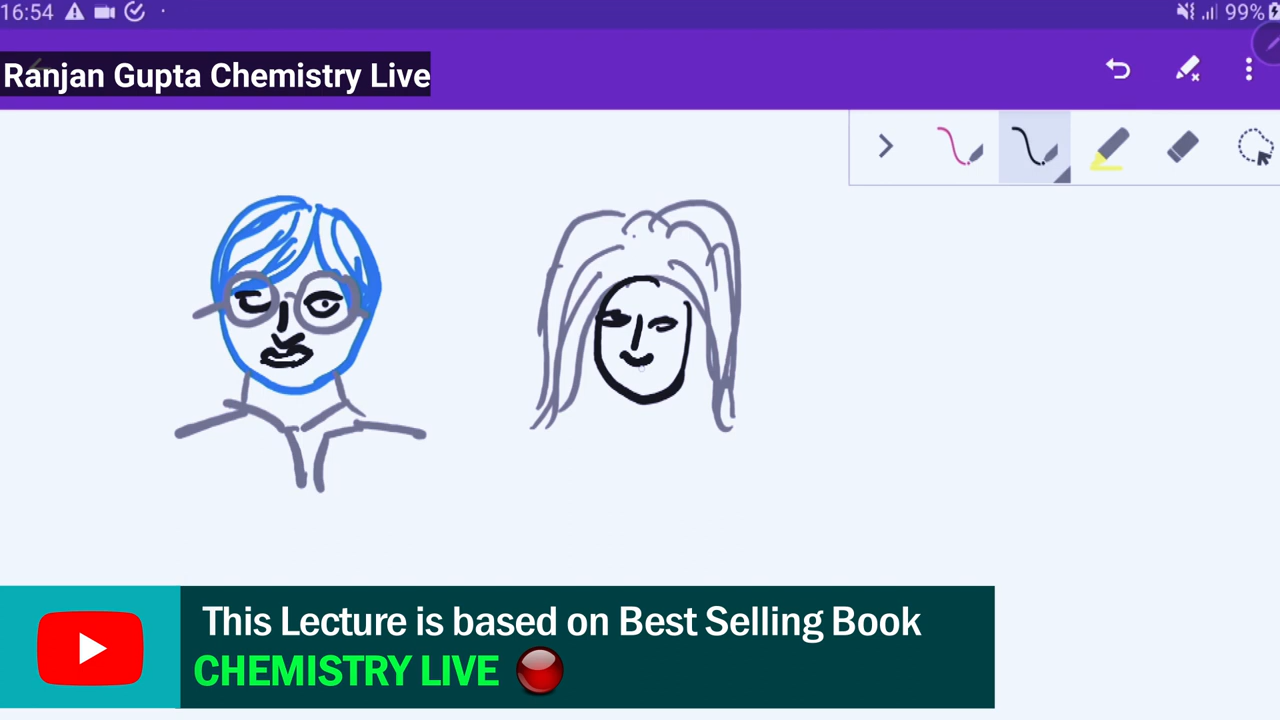 16:54
99%
Ranjan Gupta Chemistry Live
This Lecture is based on Best Selling Book
CHEMISTRY LIVE